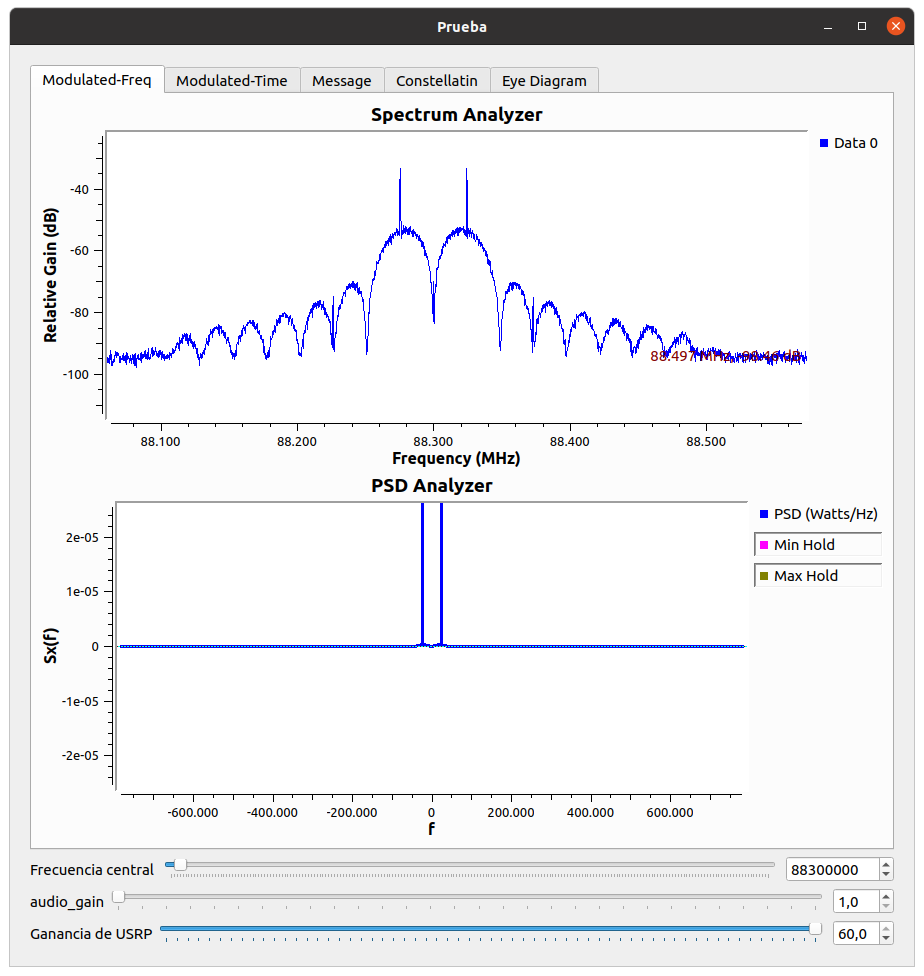 Prueba
Modulated-Freq Modulated-Time Message Constellatin Eye Diagram
Spectrum Analyzer
Data 0
Relative Gain (dB)
-40
-60
-80
-100
88.497 MHz
88.100 88.200 88.300 88.400 88.500
Frequency (MHz)
PSD Analyzer
PSD (Watts/Hz)
Min Hold
Max Hold
Sx(f)
2e-05
1e-05
0
-1e-05
-2e-05
-600.000 -400.000 -200.000 0 200.000 400.000 600.000
f
Frecuencia central 88300000
audio_gain 1,0
Ganancia de USRP 60,0